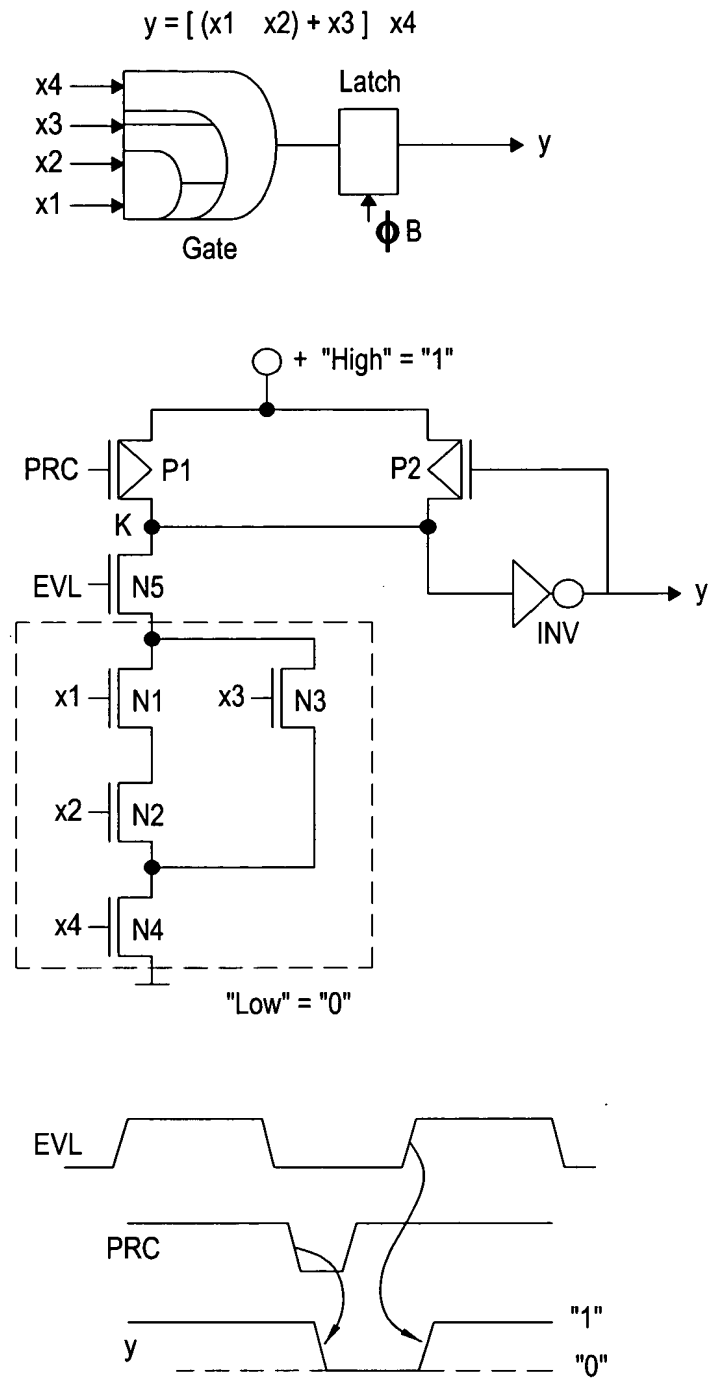 y = [ (x1 x2) + x3 ] x4
x4
x3
x2
x1
Gate
Latch
y
ϕ B
+ "High" = "1"
PRC
P1
P2
K
EVL
N5
y
INV
x1
N1
x3
N3
x2
N2
x4
N4
"Low" = "0"
EVL
PRC
y
"1"
"0"